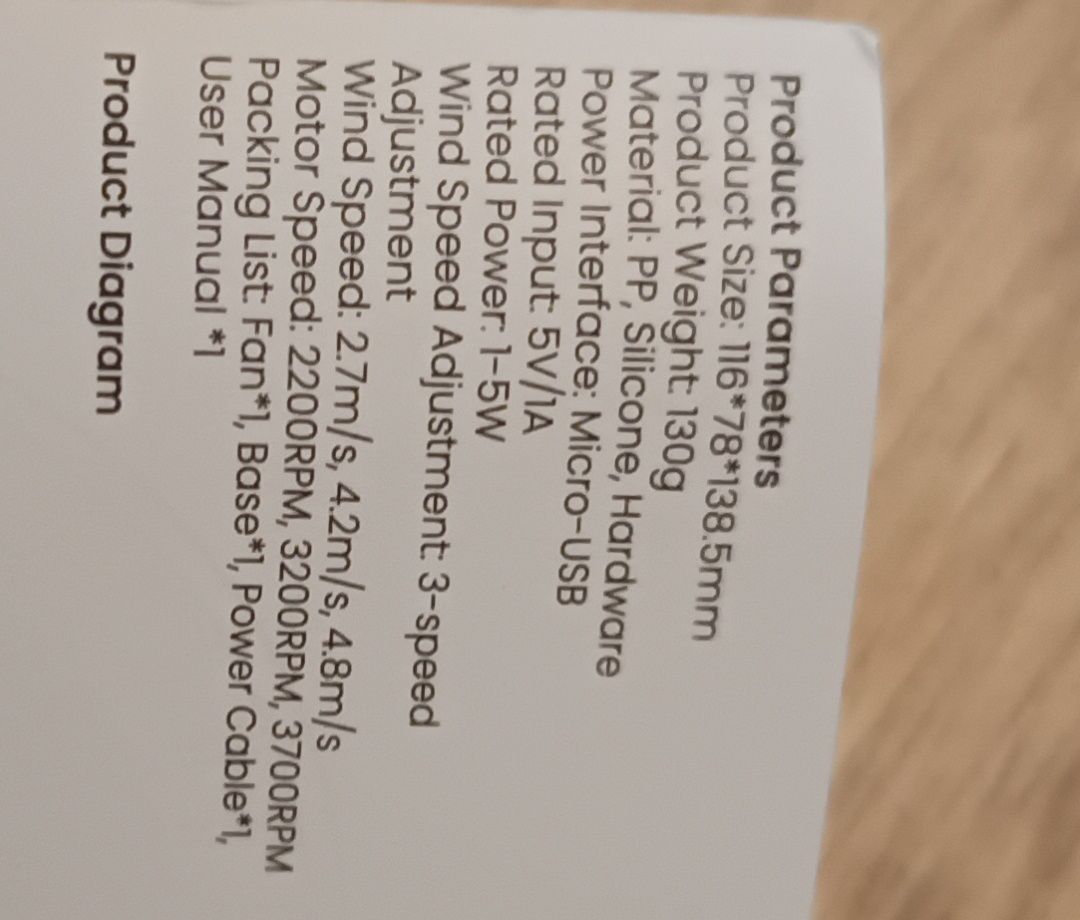 Product Parameters
Product Size: 116*78*138.5mm
Product Weight: 130g
Material: PP, Silicone, Hardware
Power Interface: Micro-USB
Rated Input: 5V/1A
Rated Power: 1-5W
Wind Speed Adjustment: 3-speed
Adjustment
Wind Speed: 2.7m/s, 4.2m/s, 4.8m/s
Motor Speed: 2200RPM, 3200RPM, 3700RPM
Packing List: Fan*1, Base*1, Power Cable*1,
User Manual *1
Product Diagram